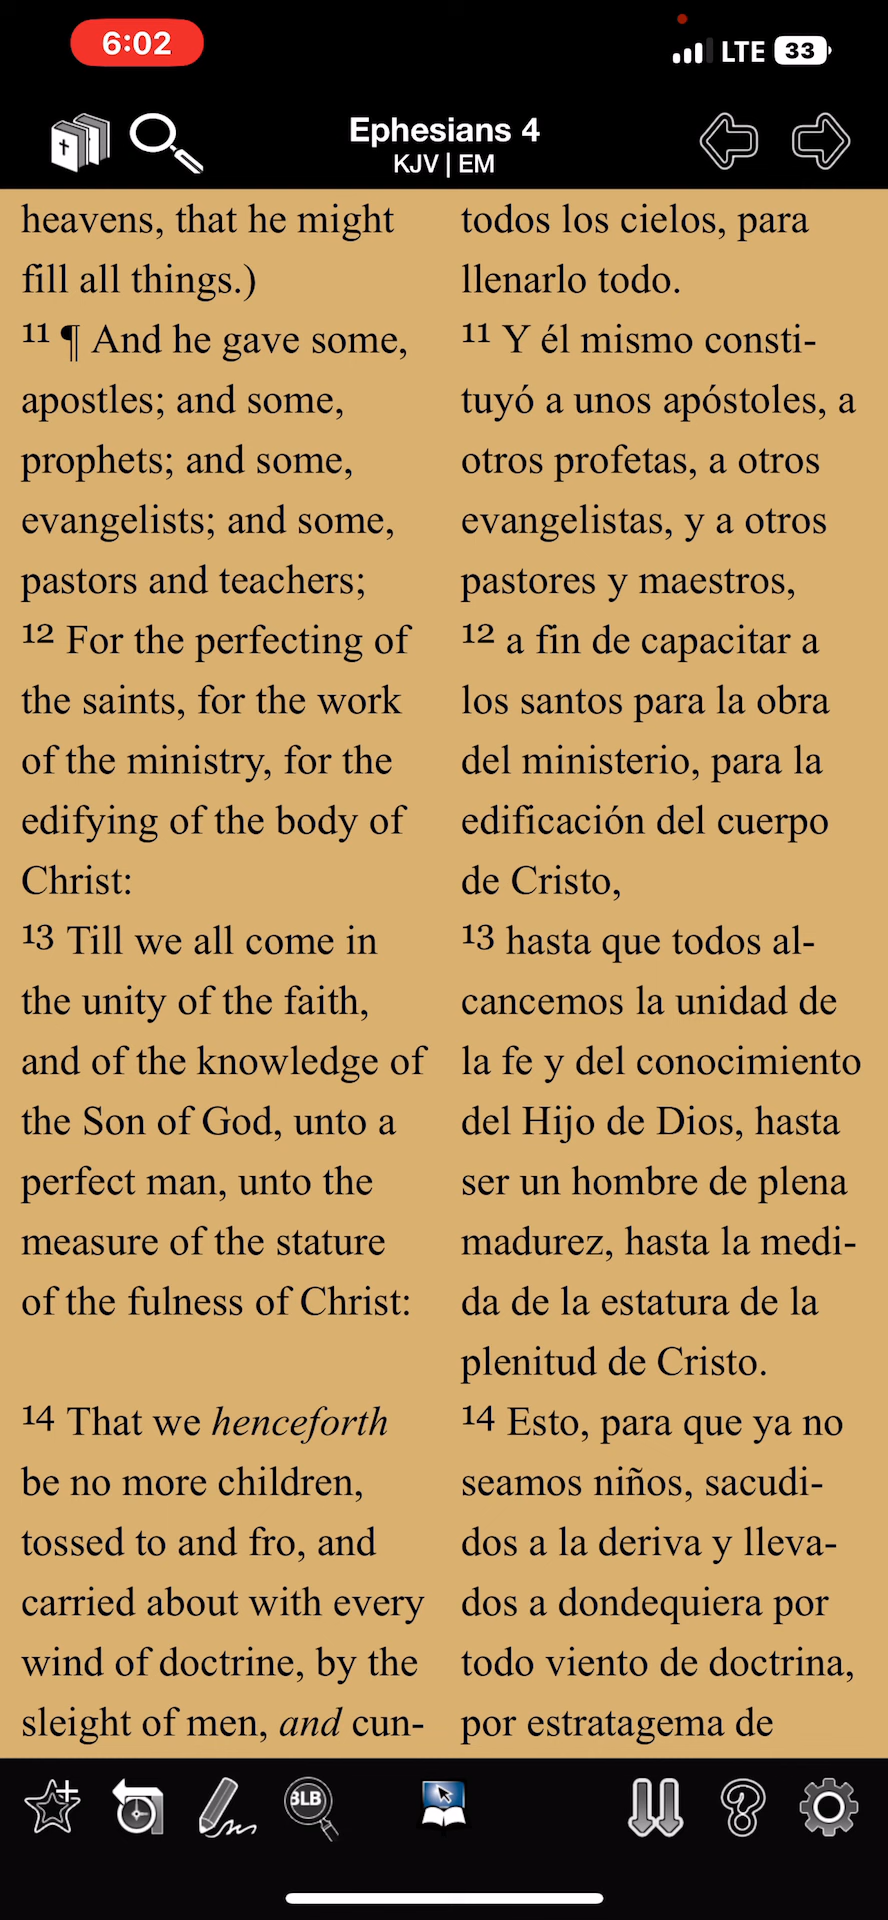 6:02
LTE 33
Ephesians 4
KJV | EM
heavens, that he might
fill all things.)
11 ¶ And he gave some,
apostles; and some,
prophets; and some,
evangelists; and some,
pastors and teachers;
12 For the perfecting of
the saints, for the work
of the ministry, for the
edifying of the body of
Christ:
13 Till we all come in
the unity of the faith,
and of the knowledge of
the Son of God, unto a
perfect man, unto the
measure of the stature
of the fulness of Christ:
14 That we henceforth
be no more children,
tossed to and fro, and
carried about with every
wind of doctrine, by the
sleight of men, and cun-
todos los cielos, para
llenarlo todo.
11 Y él mismo consti-
tuyó a unos apóstoles, a
otros profetas, a otros
evangelistas, y a otros
pastores y maestros,
12 a fin de capacitar a
los santos para la obra
del ministerio, para la
edificación del cuerpo
de Cristo,
13 hasta que todos al-
cancemos la unidad de
la fe y del conocimiento
del Hijo de Dios, hasta
ser un hombre de plena
madurez, hasta la medi-
da de la estatura de la
plenitud de Cristo.
14 Esto, para que ya no
seamos niños, sacudi-
dos a la deriva y lleva-
dos a dondequiera por
todo viento de doctrina,
por estratagema de
BLB